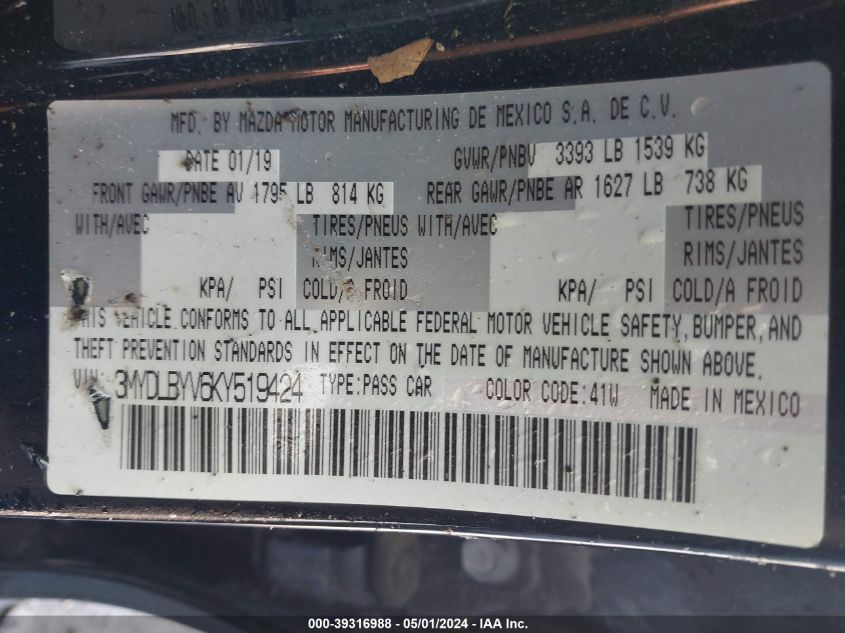 MFD. BY MAZDA MOTOR MANUFACTURING DE MEXICO S.A. DE C.V.
DATE 01/19 GVWR/PNBV 3393 LB 1539 KG
FRONT GAWR/PNBE AV 1795 LB 814 KG REAR GAWR/PNBE AR 1627 LB 738 KG
WITH/AVEC TIRES/PNEUS WITH/AVEC TIRES/PNEUS
RIMS/JANTES RIMS/JANTES
KPA/ PSI COLD/A FROID KPA/ PSI COLD/A FROID
THIS VEHICLE CONFORMS TO ALL APPLICABLE FEDERAL MOTOR VEHICLE SAFETY, BUMPER, AND
THEFT PREVENTION STANDARDS IN EFFECT ON THE DATE OF MANUFACTURE SHOWN ABOVE.
VIN: 3MYDLBYV6KY519424 TYPE:PASS CAR COLOR CODE:41W MADE IN MEXICO
000-39316988 - 05/01/2024 - IAA Inc.